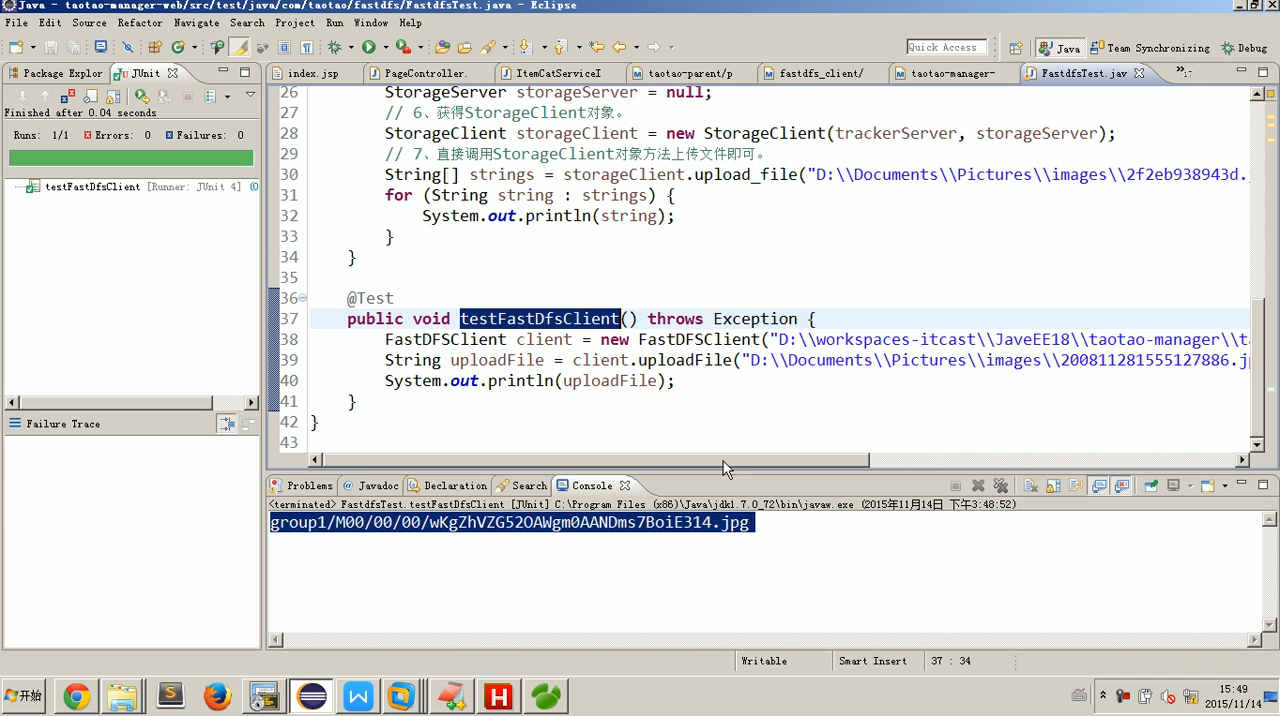 Java - taotao-manager-web/src/test/java/com/taotao/fastdfs/FastdfsTest.java - Eclipse
File Edit Source Refactor Navigate Search Project Run Window Help
Quick Access Java Team Synchronizing Debug
Package Explor JUnit
index.jsp PageController. ItemCatServiceI taotao-parent/p fastdfs_client/ taotao-manager- FastdfsTest.jav
Finished after 0.04 seconds
Runs: 1/1 Errors: 0 Failures: 0
testFastDfsClient [Runner: JUnit 4] (0
26 StorageServer storageServer = null;
27 // 6、获得StorageClient对象。
28 StorageClient storageClient = new StorageClient(trackerServer, storageServer);
29 // 7、直接调用StorageClient对象方法上传文件即可。
30 String[] strings = storageClient.upload_file("D:\\Documents\\Pictures\\images\\2f2eb938943d.
31 for (String string : strings) {
32 System.out.println(string);
33 }
34 }
35
36 @Test
37 public void testFastDfsClient() throws Exception {
38 FastDFSClient client = new FastDFSClient("D:\\workspaces-itcast\\JaveEE18\\taotao-manager\\t
39 String uploadFile = client.uploadFile("D:\\Documents\\Pictures\\images\\200811281555127886.j
40 System.out.println(uploadFile);
41 }
42 }
43
Failure Trace
Problems Javadoc Declaration Search Console
<terminated> FastdfsTest.testFastDfsClient [JUnit] C:\Program Files (x86)\Java\jdk1.7.0_72\bin\javaw.exe (2015年11月14日 下午3:48:52)
group1/M00/00/00/wKgZhVZG52OAWgm0AANDms7BoiE314.jpg
Writable Smart Insert 37 : 34
开始
15:49
2015/11/14